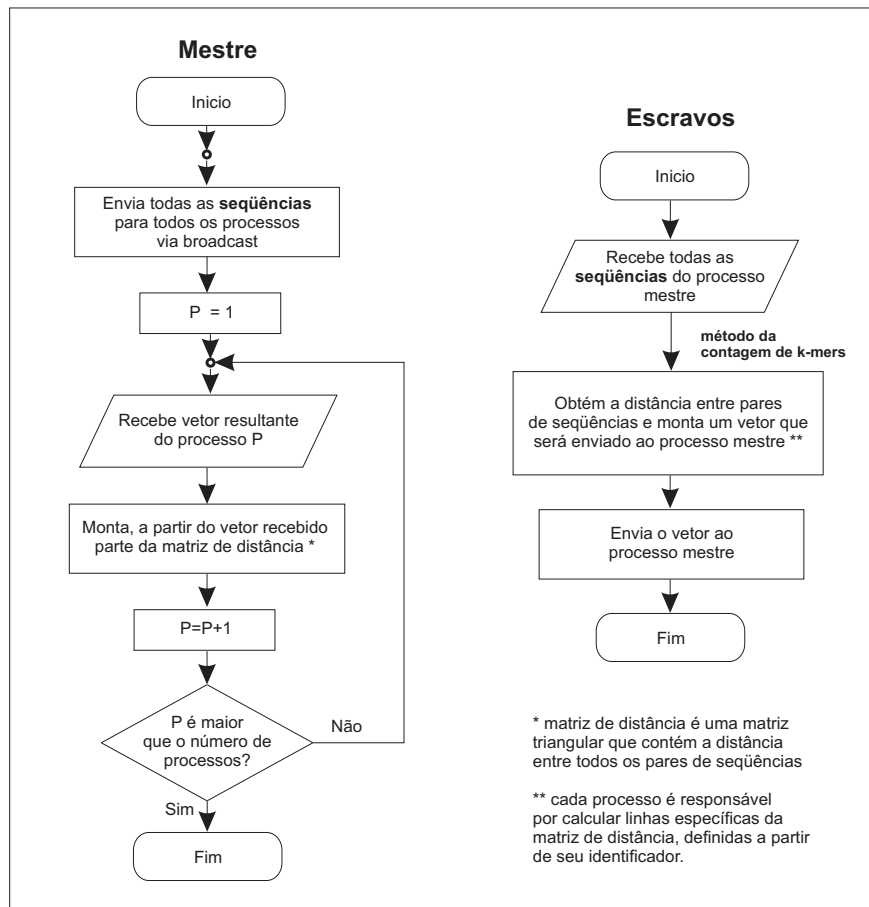 Mestre
Inicio
Envia todas as seqüências
para todos os processos
via broadcast
P = 1
Recebe vetor resultante
do processo P
Monta, a partir do vetor recebido
parte da matriz de distância *
P=P+1
P é maior
que o número de
processos?
Não
Sim
Fim
Escravos
Inicio
Recebe todas as
seqüências do processo
mestre
método da
contagem de k-mers
Obtém a distância entre pares
de seqüências e monta um vetor que
será enviado ao processo mestre **
Envia o vetor ao
processo mestre
Fim
* matriz de distância é uma matriz
triangular que contém a distância
entre todos os pares de seqüências
** cada processo é responsável
por calcular linhas específicas da
matriz de distância, definidas a partir
de seu identificador.